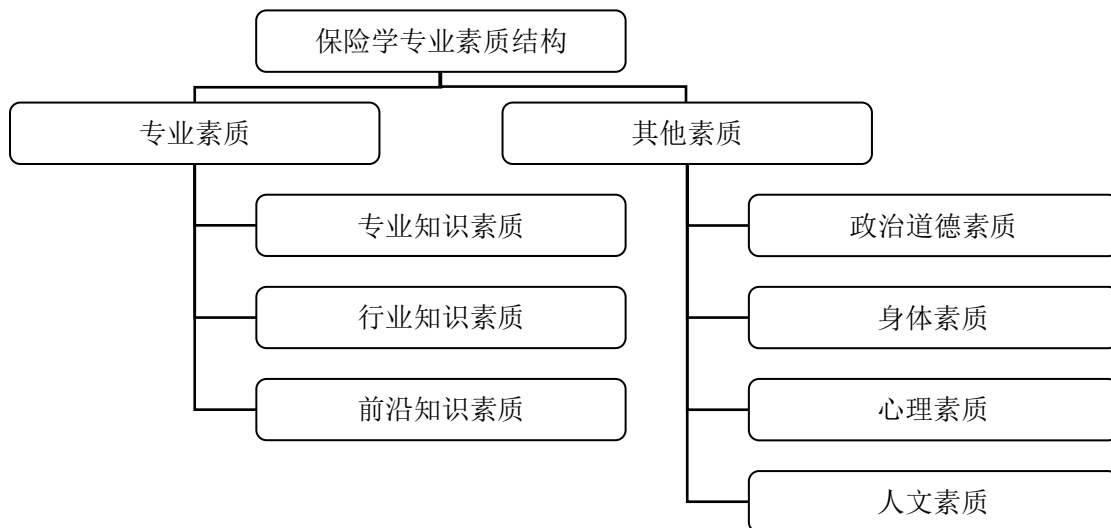 保险学专业素质结构
专业素质
其他素质
专业知识素质
政治道德素质
行业知识素质
身体素质
前沿知识素质
心理素质
人文素质